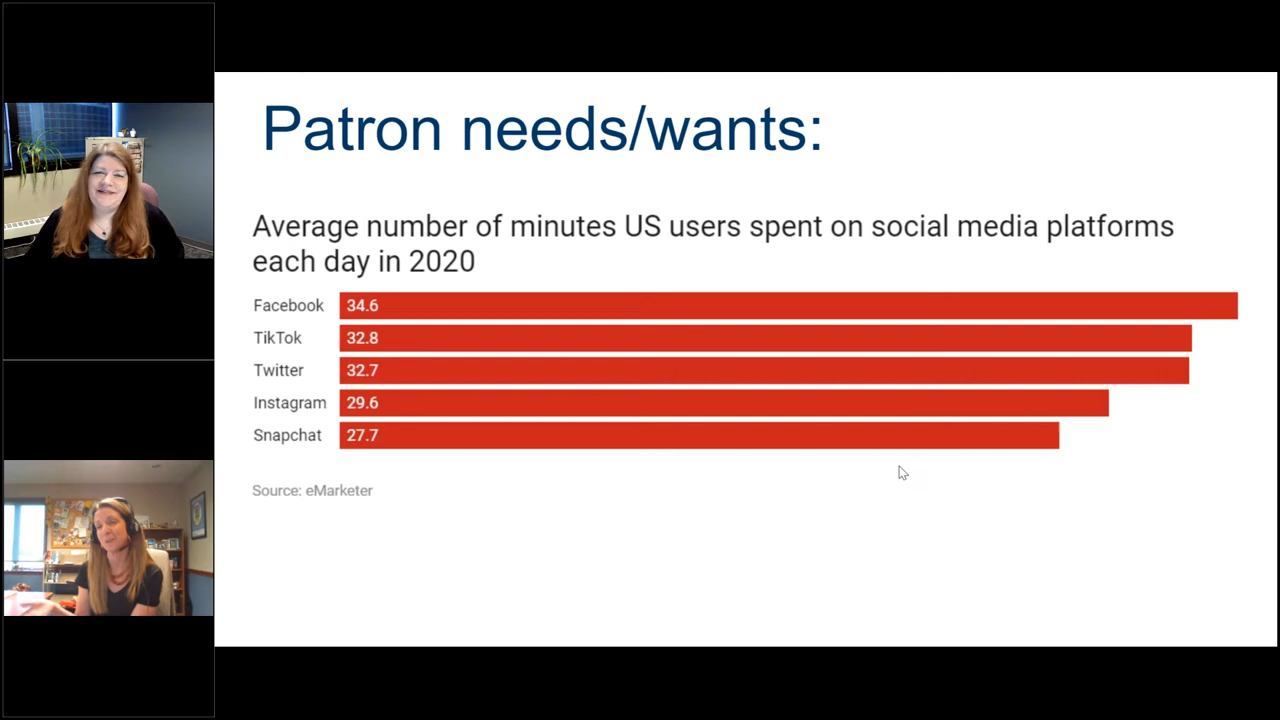 Patron needs/wants:
Average number of minutes US users spent on social media platforms
each day in 2020
Facebook 34.6
TikTok 32.8
Twitter 32.7
Instagram 29.6
Snapchat 27.7
Source: eMarketer